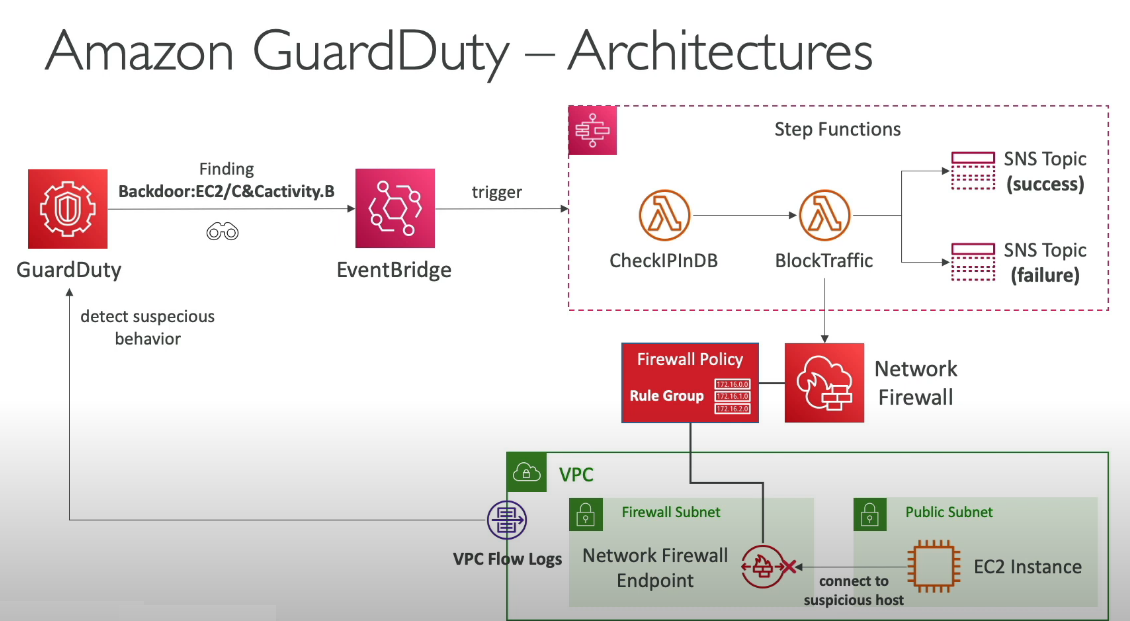 Amazon GuardDuty – Architectures
Step Functions
Finding
Backdoor:EC2/C&Cactivity.B
trigger
SNS Topic
(success)
GuardDuty
EventBridge
CheckIPInDB
BlockTraffic
SNS Topic
(failure)
detect suspecious
behavior
Firewall Policy
Rule Group
172.16.0.0
172.16.1.0
172.16.2.0
Network
Firewall
VPC
Firewall Subnet
Public Subnet
VPC Flow Logs
Network Firewall
Endpoint
EC2 Instance
connect to
suspicious host